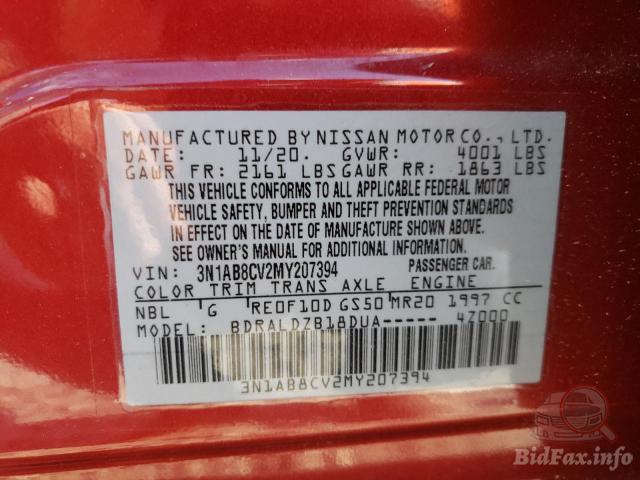 MANUFACTURED BY NISSAN MOTOR CO., LTD.
DATE: 11/20. GVWR: 4001 LBS
GAWR FR: 2161 LBS GAWR RR: 1863 LBS
THIS VEHICLE CONFORMS TO ALL APPLICABLE FEDERAL MOTOR
VEHICLE SAFETY, BUMPER AND THEFT PREVENTION STANDARDS
IN EFFECT ON THE DATE OF MANUFACTURE SHOWN ABOVE.
SEE OWNER'S MANUAL FOR ADDITIONAL INFORMATION.
VIN: 3N1AB8CV2MY207394 PASSENGER CAR.
COLOR TRIM TRANS AXLE ENGINE
NBL G RE0F10D GS50 MR20 1997 CC
MODEL: BDRALDZB18DUA----- 4Z000
3N1AB8CV2MY207394
BidFax.info